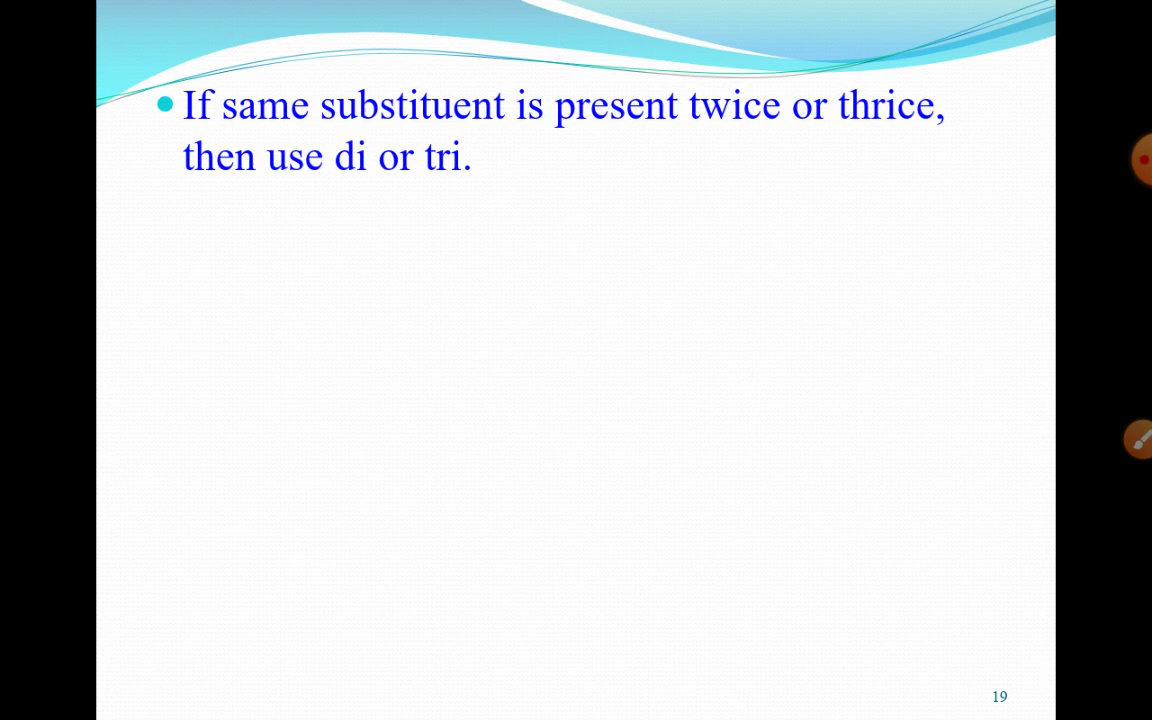 If same substituent is present twice or thrice,
then use di or tri.
19